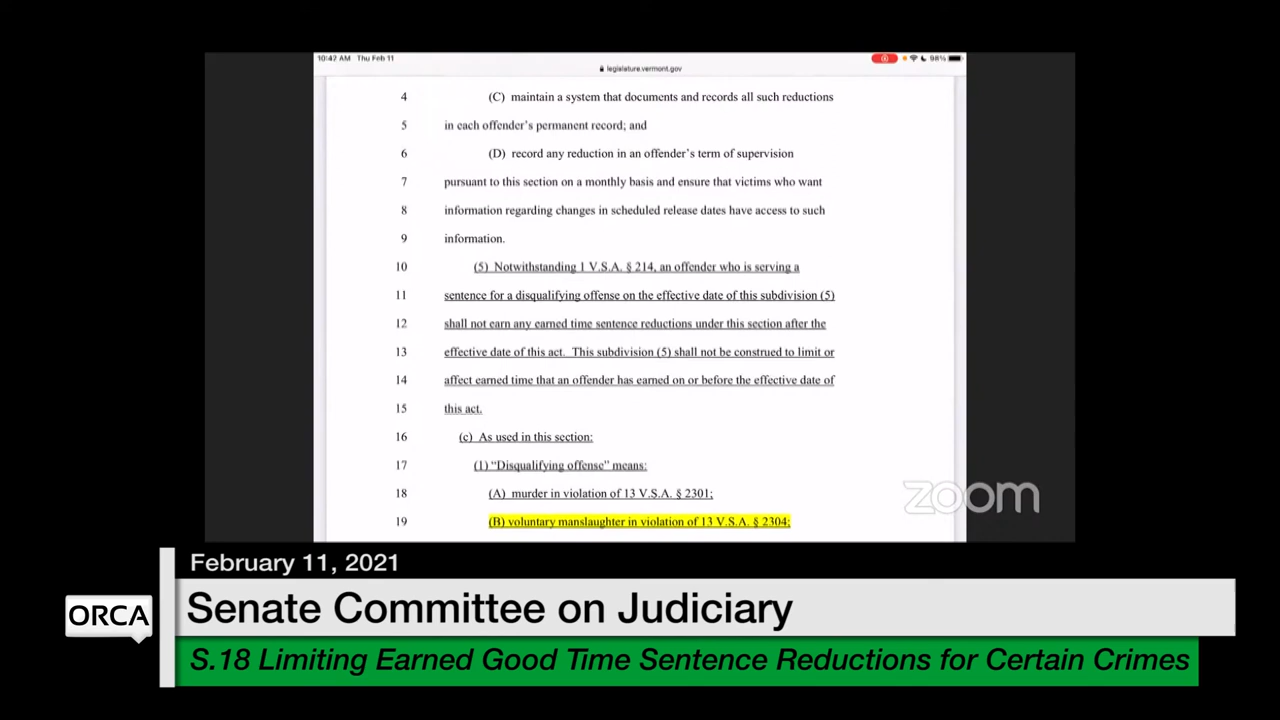 10:42 AM Thu Feb 11
98%
legislature.vermont.gov
4 (C) maintain a system that documents and records all such reductions
5 in each offender's permanent record; and
6 (D) record any reduction in an offender's term of supervision
7 pursuant to this section on a monthly basis and ensure that victims who want
8 information regarding changes in scheduled release dates have access to such
9 information.
10 (5) Notwithstanding 1 V.S.A. § 214, an offender who is serving a
11 sentence for a disqualifying offense on the effective date of this subdivision (5)
12 shall not earn any earned time sentence reductions under this section after the
13 effective date of this act. This subdivision (5) shall not be construed to limit or
14 affect earned time that an offender has earned on or before the effective date of
15 this act.
16 (c) As used in this section:
17 (1) “Disqualifying offense” means:
18 (A) murder in violation of 13 V.S.A. § 2301;
19 (B) voluntary manslaughter in violation of 13 V.S.A. § 2304;
zoom
February 11, 2021
ORCA
Senate Committee on Judiciary
S.18 Limiting Earned Good Time Sentence Reductions for Certain Crimes